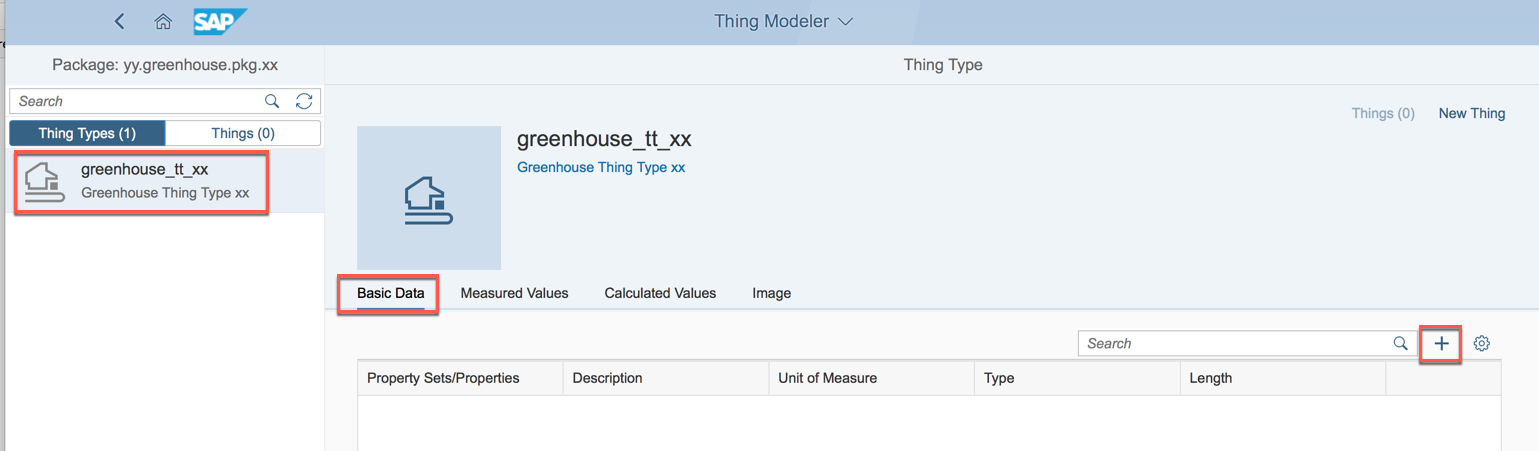 SAP
Thing Modeler
Package: yy.greenhouse.pkg.xx
Thing Type
Search
Things (0) New Thing
Thing Types (1) Things (0)
greenhouse_tt_xx
Greenhouse Thing Type xx
greenhouse_tt_xx
Greenhouse Thing Type xx
Basic Data Measured Values Calculated Values Image
Search
Property Sets/Properties Description Unit of Measure Type Length